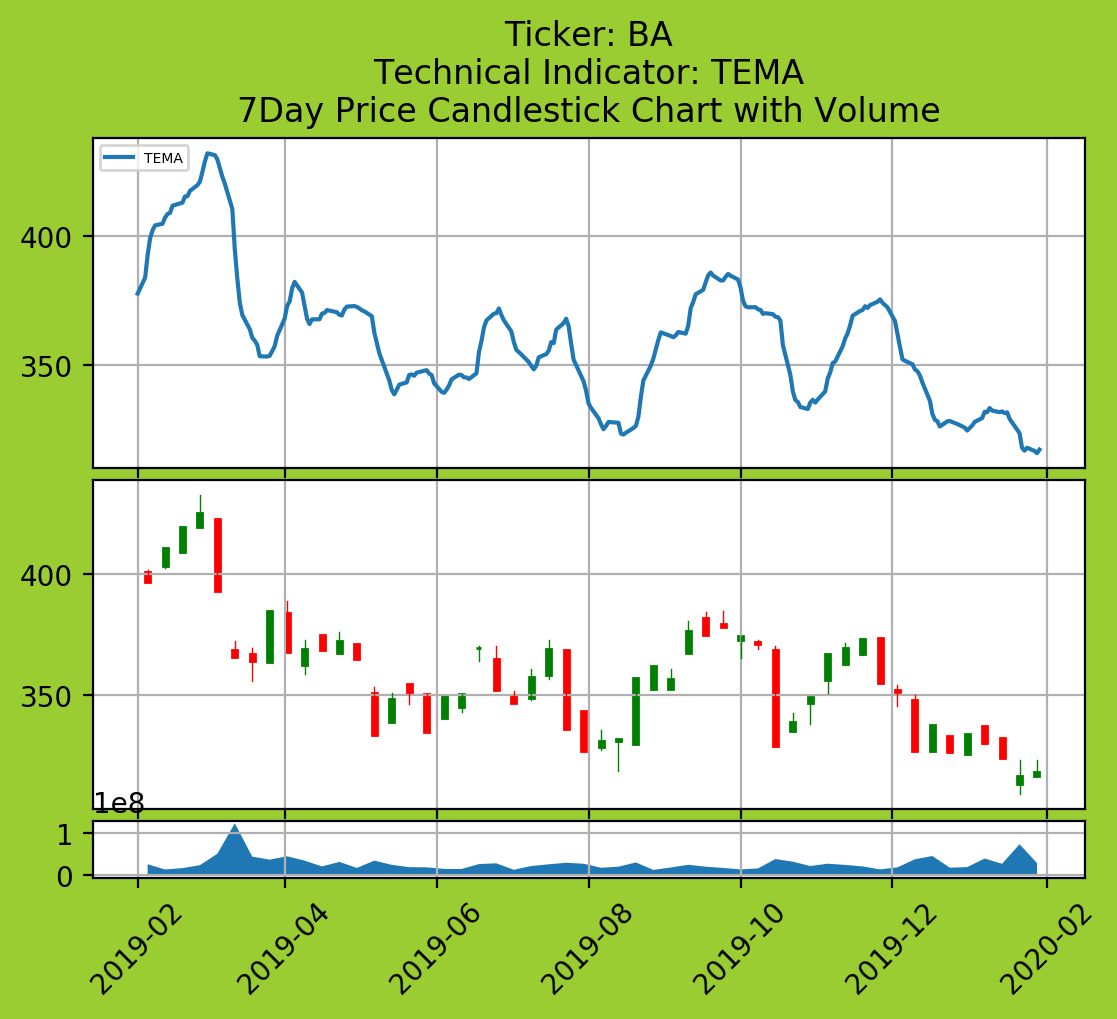 Ticker: BA
Technical Indicator: TEMA
7Day Price Candlestick Chart with Volume
TEMA
400
350
400
350
1e8
1
0
2019-02
2019-04
2019-06
2019-08
2019-10
2019-12
2020-02